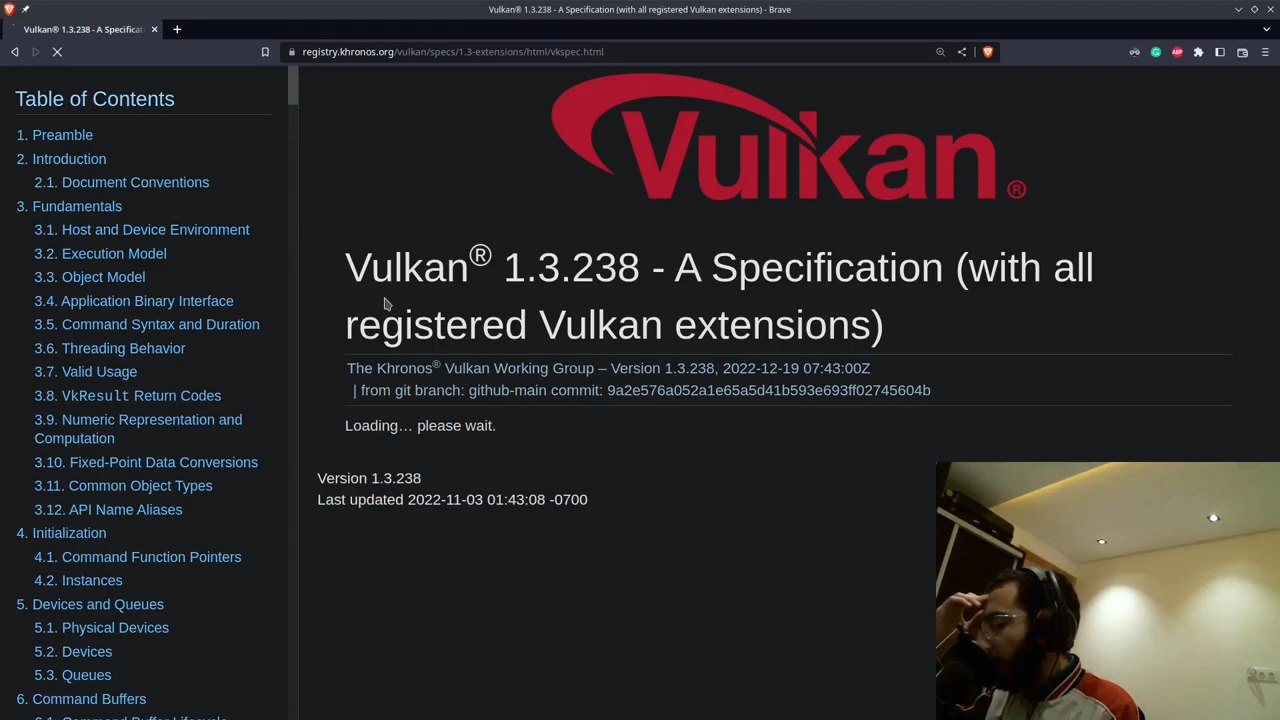 Vulkan® 1.3.238 - A Specification (with all registered Vulkan extensions) - Brave
Vulkan® 1.3.238 - A Specificat
registry.khronos.org/vulkan/specs/1.3-extensions/html/vkspec.html
ABP
Table of Contents
1. Preamble
2. Introduction
2.1. Document Conventions
3. Fundamentals
3.1. Host and Device Environment
3.2. Execution Model
3.3. Object Model
3.4. Application Binary Interface
3.5. Command Syntax and Duration
3.6. Threading Behavior
3.7. Valid Usage
3.8. VkResult Return Codes
3.9. Numeric Representation and
Computation
3.10. Fixed-Point Data Conversions
3.11. Common Object Types
3.12. API Name Aliases
4. Initialization
4.1. Command Function Pointers
4.2. Instances
5. Devices and Queues
5.1. Physical Devices
5.2. Devices
5.3. Queues
6. Command Buffers
6.1. Command Buffer Lifecycle
Vulkan®
Vulkan® 1.3.238 - A Specification (with all
registered Vulkan extensions)
The Khronos® Vulkan Working Group – Version 1.3.238, 2022-12-19 07:43:00Z
| from git branch: github-main commit: 9a2e576a052a1e65a5d41b593e693ff02745604b
Loading… please wait.
Version 1.3.238
Last updated 2022-11-03 01:43:08 -0700